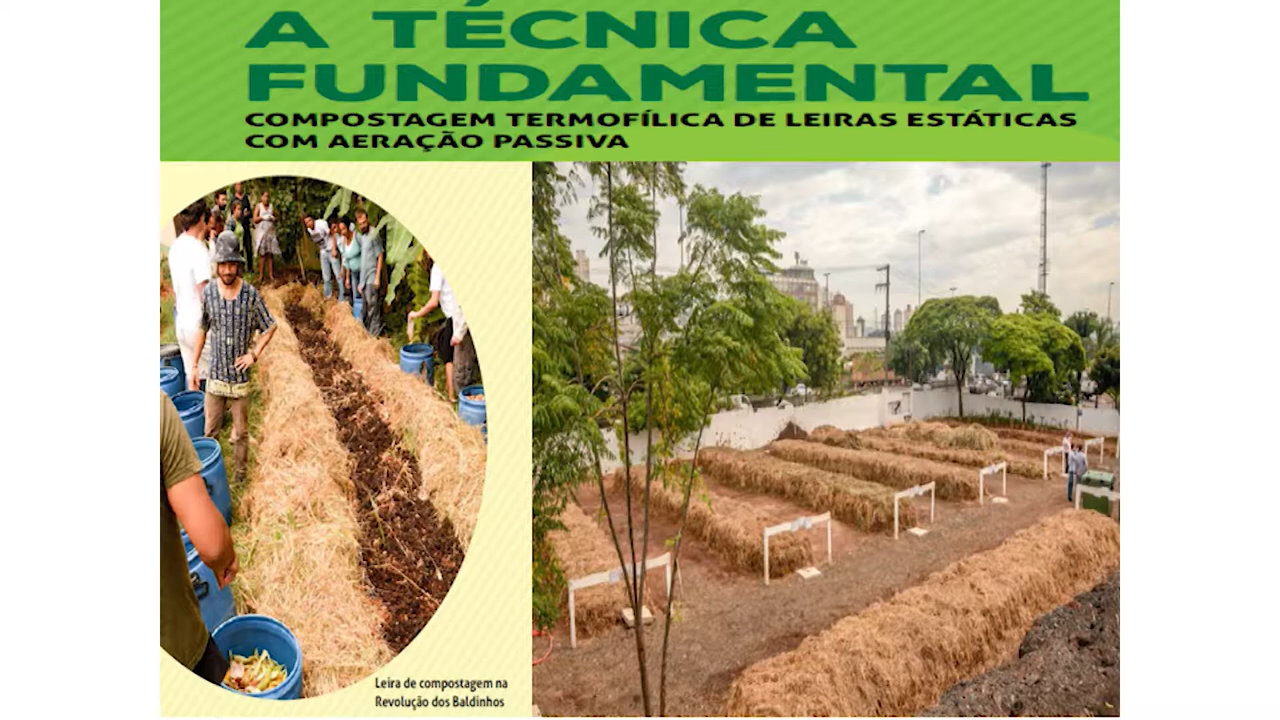 A TÉCNICA
FUNDAMENTAL
COMPOSTAGEM TERMOFÍLICA DE LEIRAS ESTÁTICAS
COM AERAÇÃO PASSIVA
Leira de compostagem na
Revolução dos Baldinhos